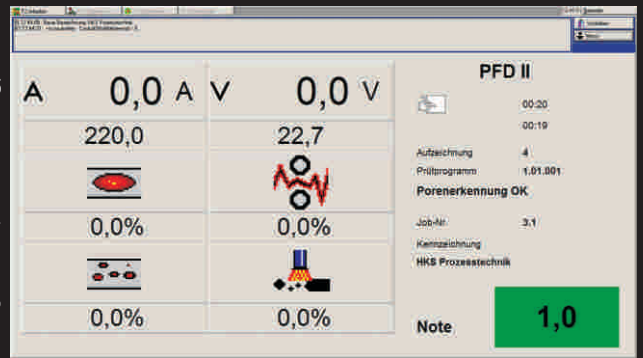 PFD II
A 0,0 A V 0,0 V
00:20
220,0 22,7
00:19
Aufzeichnung 4
Prüfprogramm 1.01.001
Porenerkennung OK
0,0% 0,0%
Job-Nr. 3.1
Kennzeichnung
HKS Prozesstechnik
0,0% 0,0%
Note 1,0